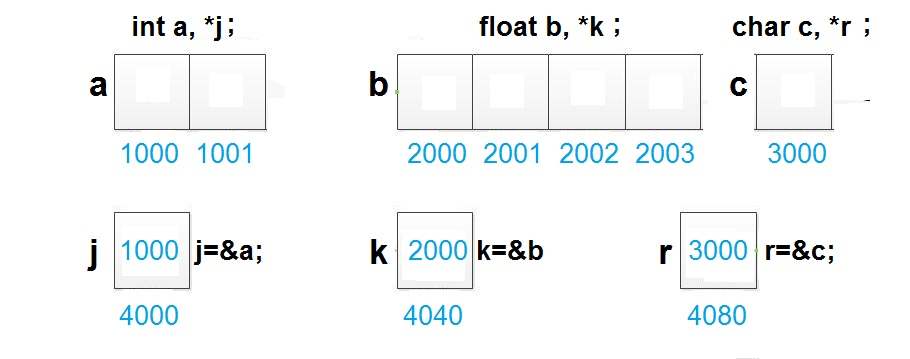 int a, *j ;
float b, *k ;
char c, *r ;
a
b
c
1000 1001
2000 2001 2002 2003
3000
j 1000 j=&a;
k 2000 k=&b
r 3000 r=&c;
4000
4040
4080